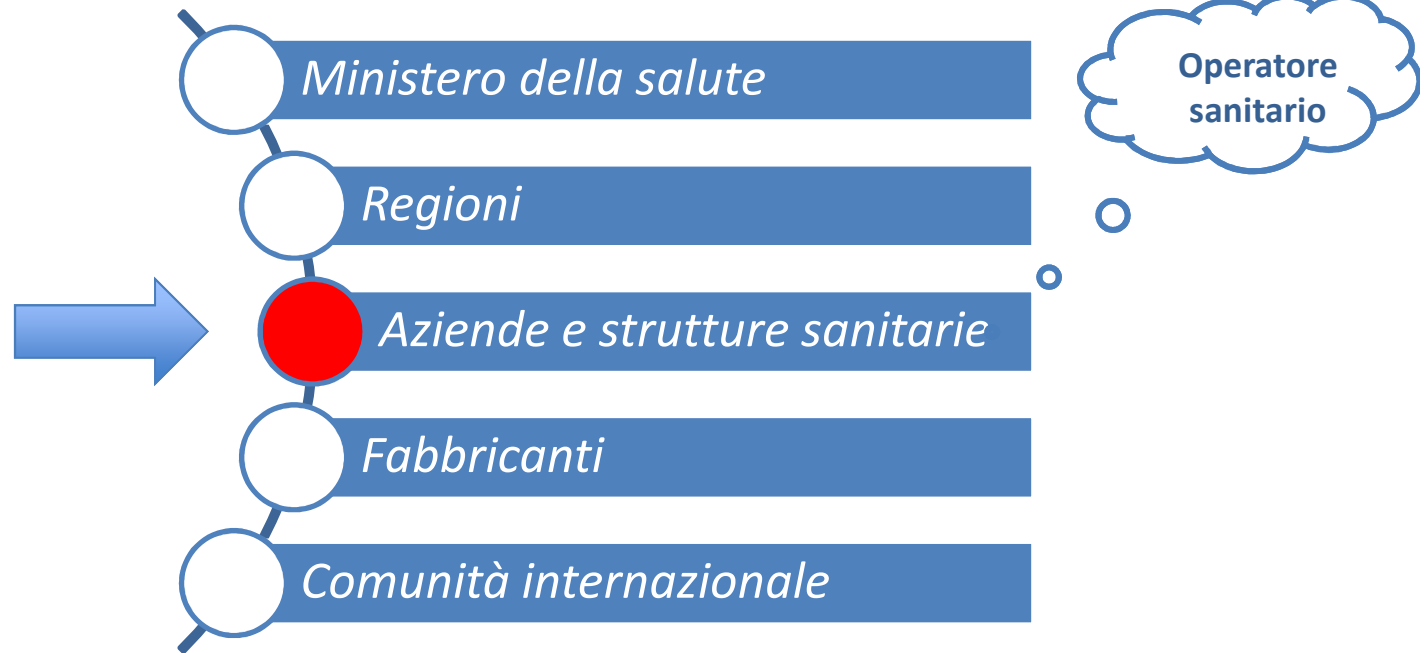 Ministero della salute
Operatore
sanitario
Regioni
Aziende e strutture sanitarie
Fabbricanti
Comunità internazionale